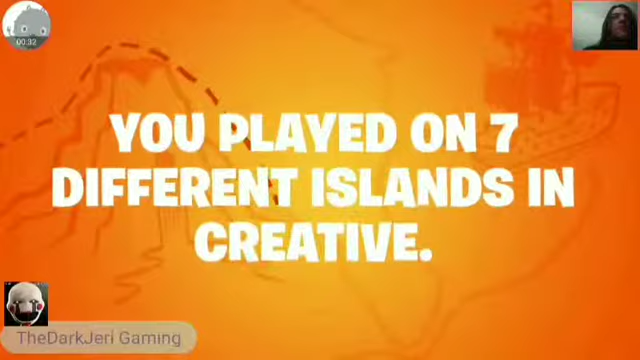 00:32
YOU PLAYED ON 7
DIFFERENT ISLANDS IN
CREATIVE.
TheDarkJeri Gaming